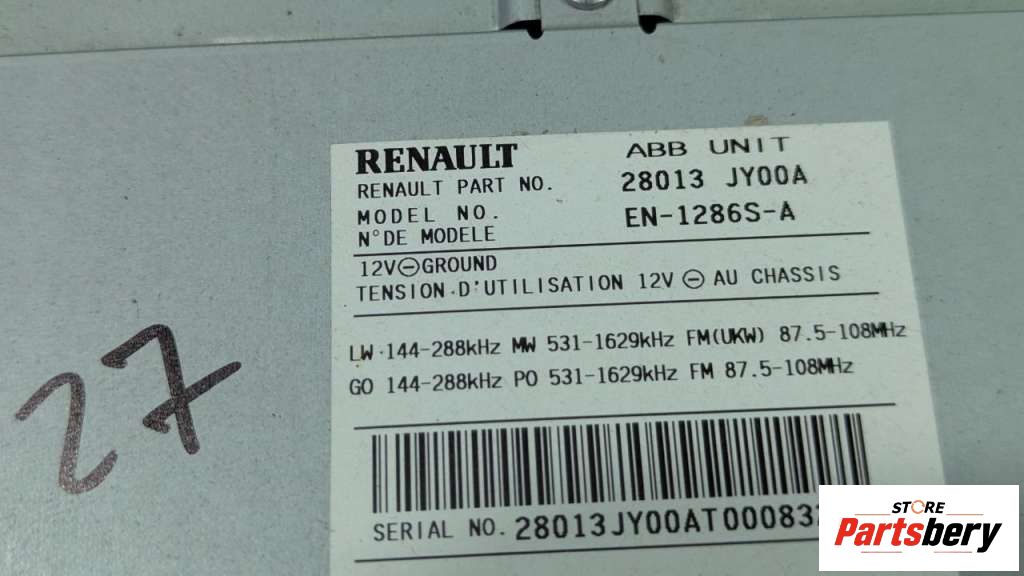 RENAULT ABB UNIT
RENAULT PART NO. 28013 JY00A
MODEL NO. EN-1286S-A
N°DE MODELE
12V⊖GROUND
TENSION D'UTILISATION 12V ⊖ AU CHASSIS
LW 144-288kHz MW 531-1629kHz FM(UKW) 87.5-108MHz
GO 144-288kHz PO 531-1629kHz FM 87.5-108MHz
SERIAL NO.
27
STORE
Partsbery